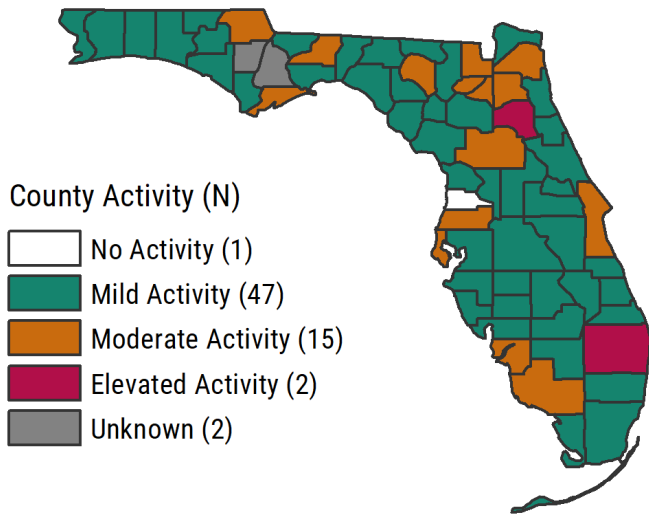 County Activity (N)
No Activity (1)
Mild Activity (47)
Moderate Activity (15)
Elevated Activity (2)
Unknown (2)